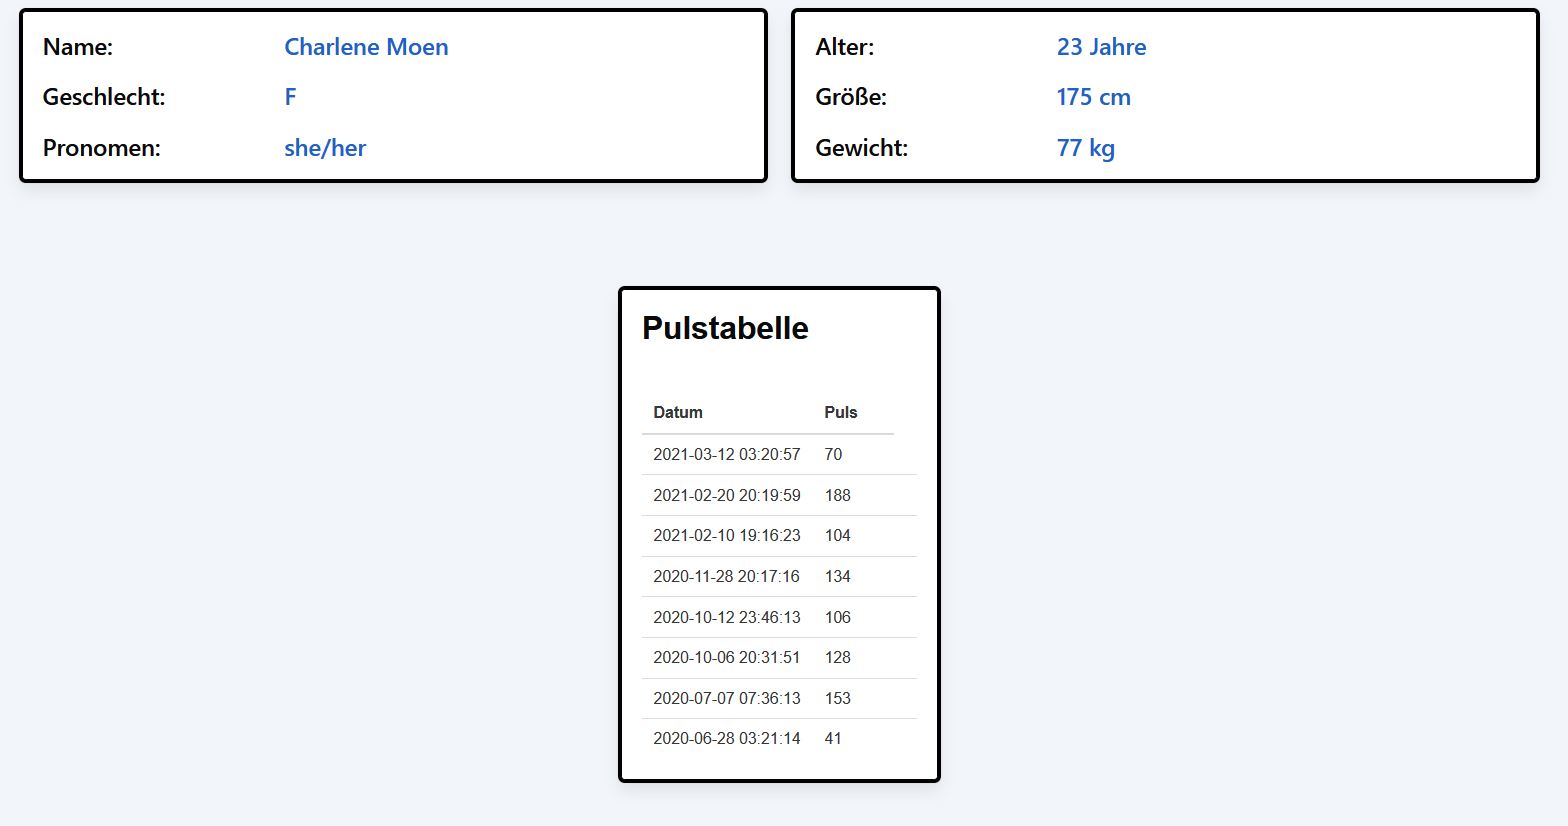 Name: Charlene Moen
Geschlecht: F
Pronomen: she/her
Alter: 23 Jahre
Größe: 175 cm
Gewicht: 77 kg
Pulstabelle
Datum Puls
2021-03-12 03:20:57 70
2021-02-20 20:19:59 188
2021-02-10 19:16:23 104
2020-11-28 20:17:16 134
2020-10-12 23:46:13 106
2020-10-06 20:31:51 128
2020-07-07 07:36:13 153
2020-06-28 03:21:14 41